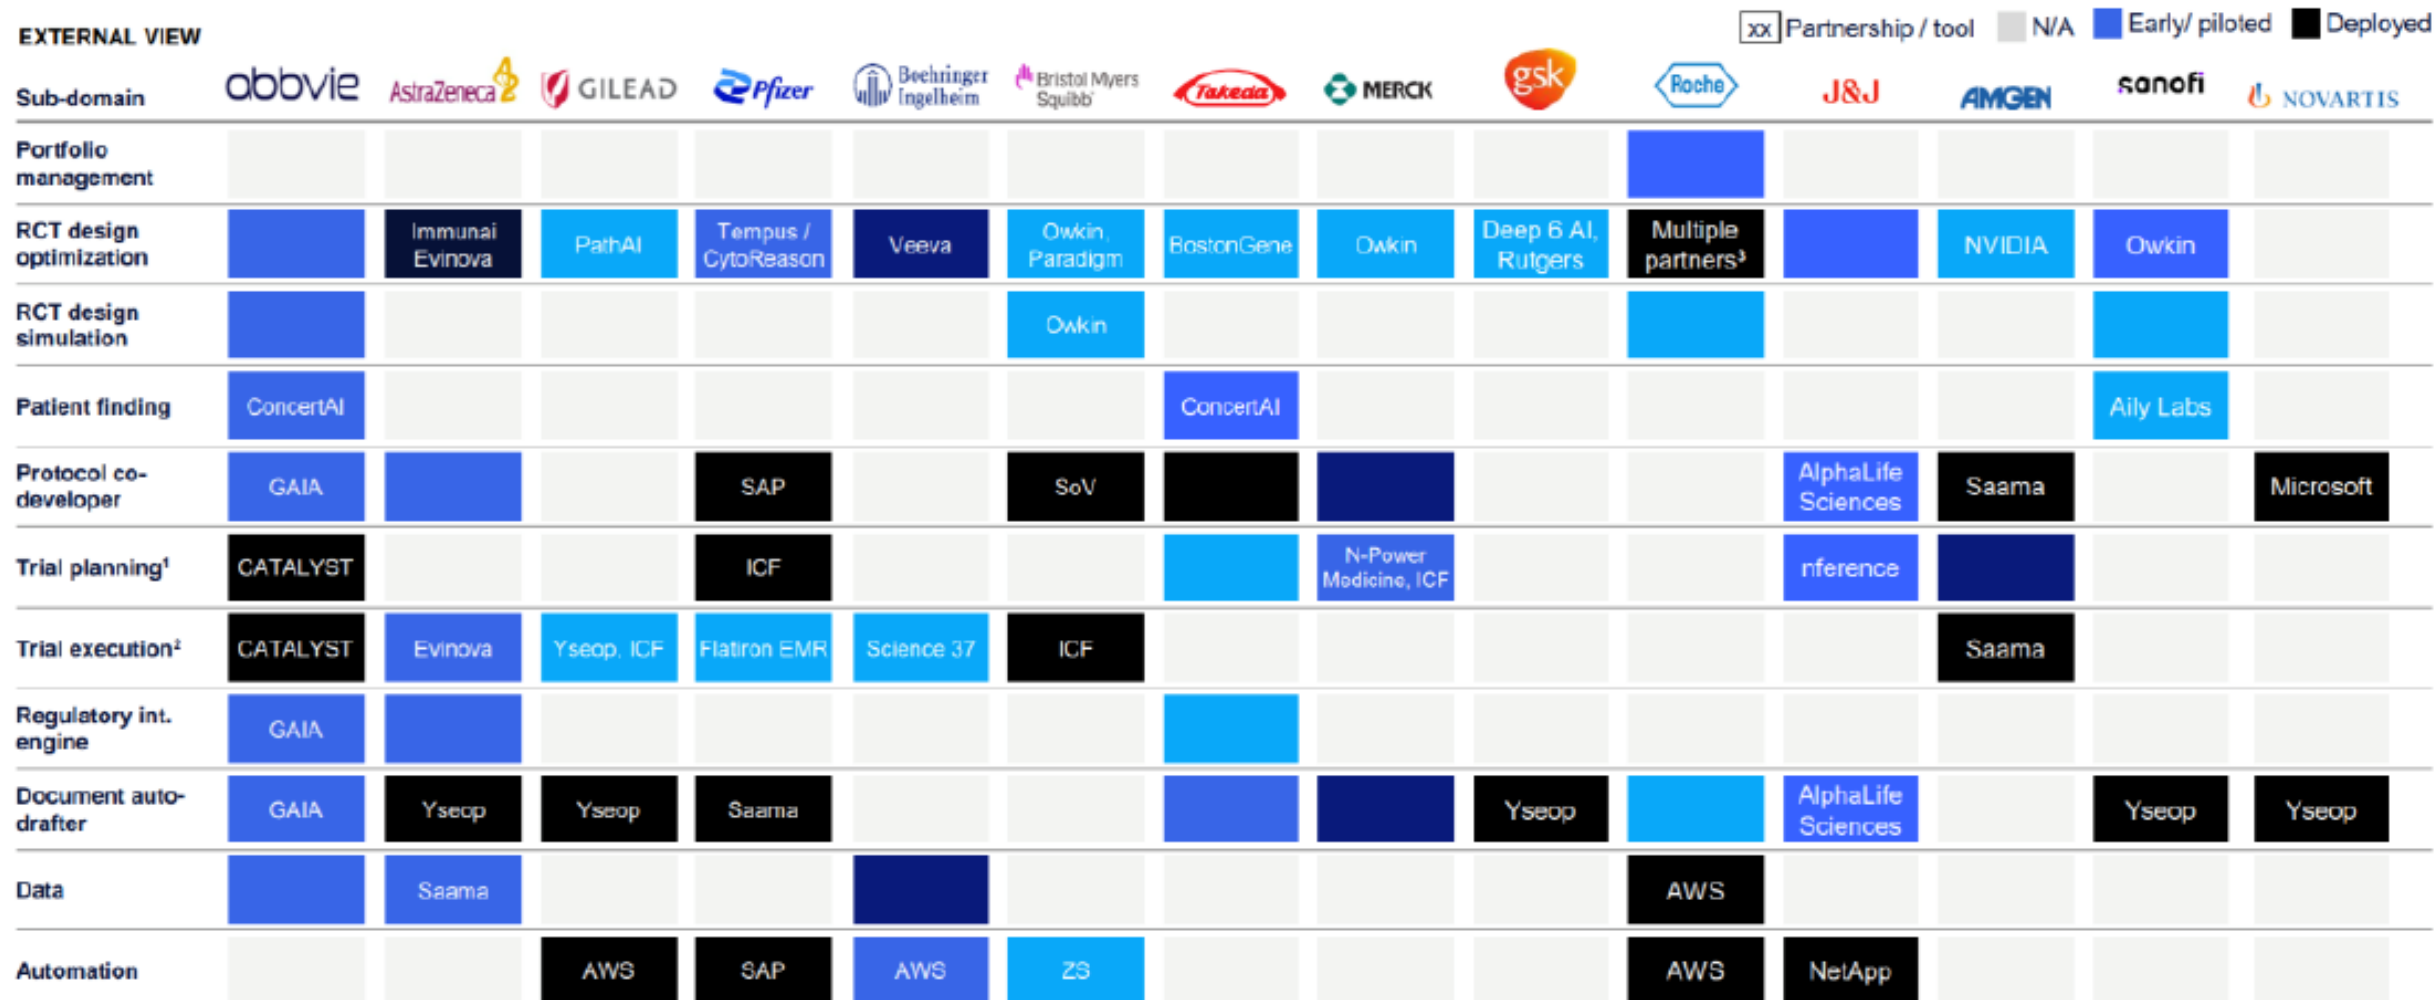 xx Partnership / tool N/A Early/ piloted Deployed
EXTERNAL VIEW
Sub-domain abbvie AstraZeneca GILEAD Pfizer Boehringer Ingelheim Bristol Myers Squibb TAKEDA MERCK gsk Roche J&J AMGEN sanofi NOVARTIS
Portfolio
management
RCT design
optimization
Immunai
Evinova
PathAI
Tempus /
CytoReason
Veeva
Owkin,
Paradigm
BostonGene
Owkin
Deep 6 AI,
Rutgers
Multiple
partners³
NVIDIA
Owkin
RCT design
simulation
Owkin
Patient finding
ConcertAI
ConcertAI
Aily Labs
Protocol co-
developer
GAIA
SAP
SoV
AlphaLife
Sciences
Saama
Microsoft
Trial planning¹
CATALYST
ICF
N-Power
Medicine, ICF
nference
Trial execution²
CATALYST
Evinova
Yseop, ICF
Flatiron EMR
Science 37
ICF
Saama
Regulatory int.
engine
GAIA
Document auto-
drafter
GAIA
Yseop
Yseop
Saama
Yseop
AlphaLife
Sciences
Yseop
Yseop
Data
Saama
AWS
Automation
AWS
SAP
AWS
ZS
AWS
NetApp